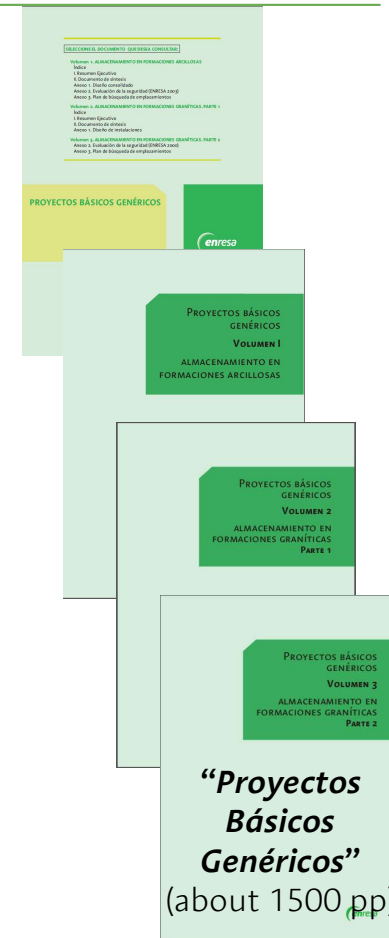 SELECCIONE EL DOCUMENTO QUE DESEA CONSULTAR:
Volumen 1. ALMACENAMIENTO EN FORMACIONES ARCILLOSAS
Índice
I. Resumen Ejecutivo
II. Documento de síntesis
Anexo 1. Diseño consolidado
Anexo 2. Evaluación de la seguridad (ENRESA 2003)
Anexo 3. Plan de búsqueda de emplazamientos
Volumen 2. ALMACENAMIENTO EN FORMACIONES GRANÍTICAS. PARTE 1
Índice
I. Resumen Ejecutivo
II. Documento de síntesis
Anexo 1. Diseño de instalaciones
Volumen 3. ALMACENAMIENTO EN FORMACIONES GRANÍTICAS. PARTE 2
Anexo 2. Evaluación de la seguridad (ENRESA 2000)
Anexo 3. Plan de búsqueda de emplazamientos
PROYECTOS BÁSICOS GENÉRICOS
enresa
PROYECTOS BÁSICOS
GENÉRICOS
VOLUMEN I
ALMACENAMIENTO EN
FORMACIONES ARCILLOSAS
PROYECTOS BÁSICOS
GENÉRICOS
VOLUMEN 2
ALMACENAMIENTO EN
FORMACIONES GRANÍTICAS
PARTE 1
PROYECTOS BÁSICOS
GENÉRICOS
VOLUMEN 3
ALMACENAMIENTO EN
FORMACIONES GRANÍTICAS
PARTE 2
“Proyectos
Básicos
Genéricos”
(about 1500 pp)
enresa